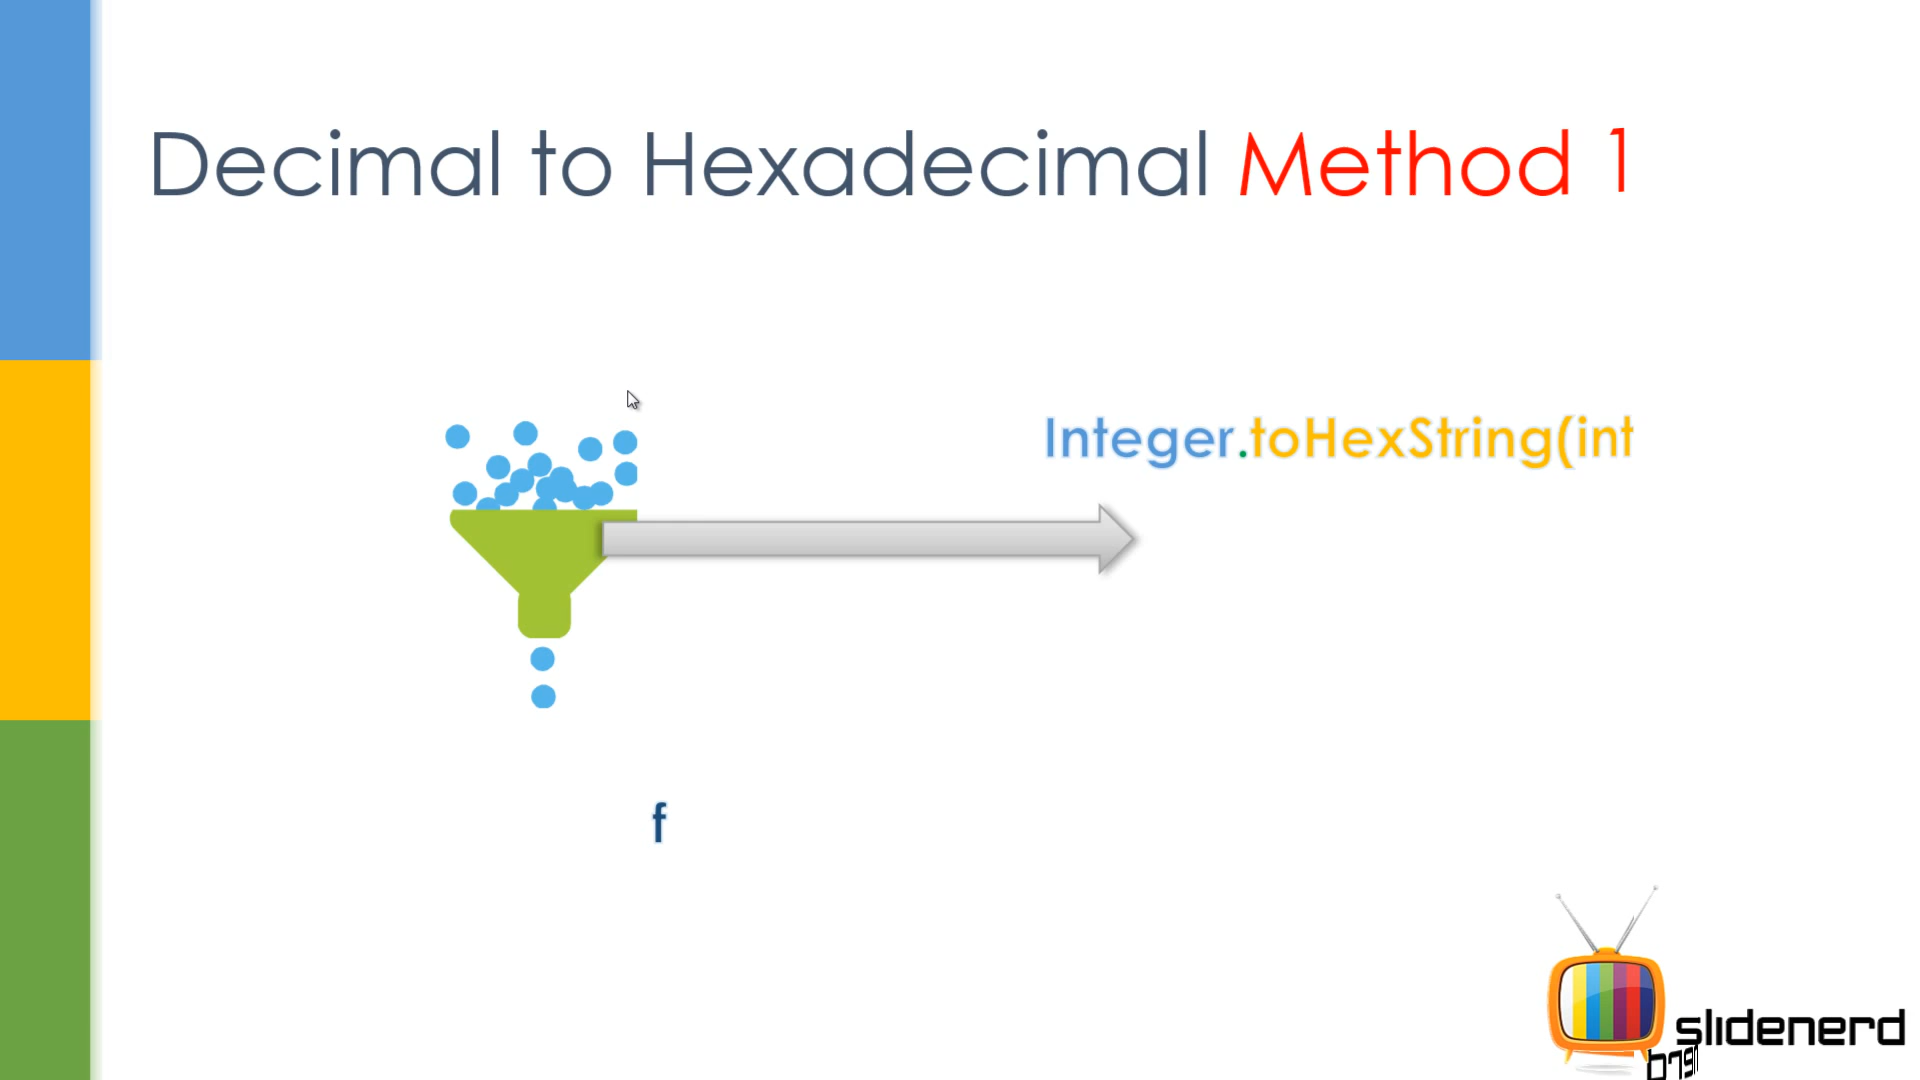 Decimal to Hexadecimal Method 1
Integer.toHexString(int
f
slidenerd